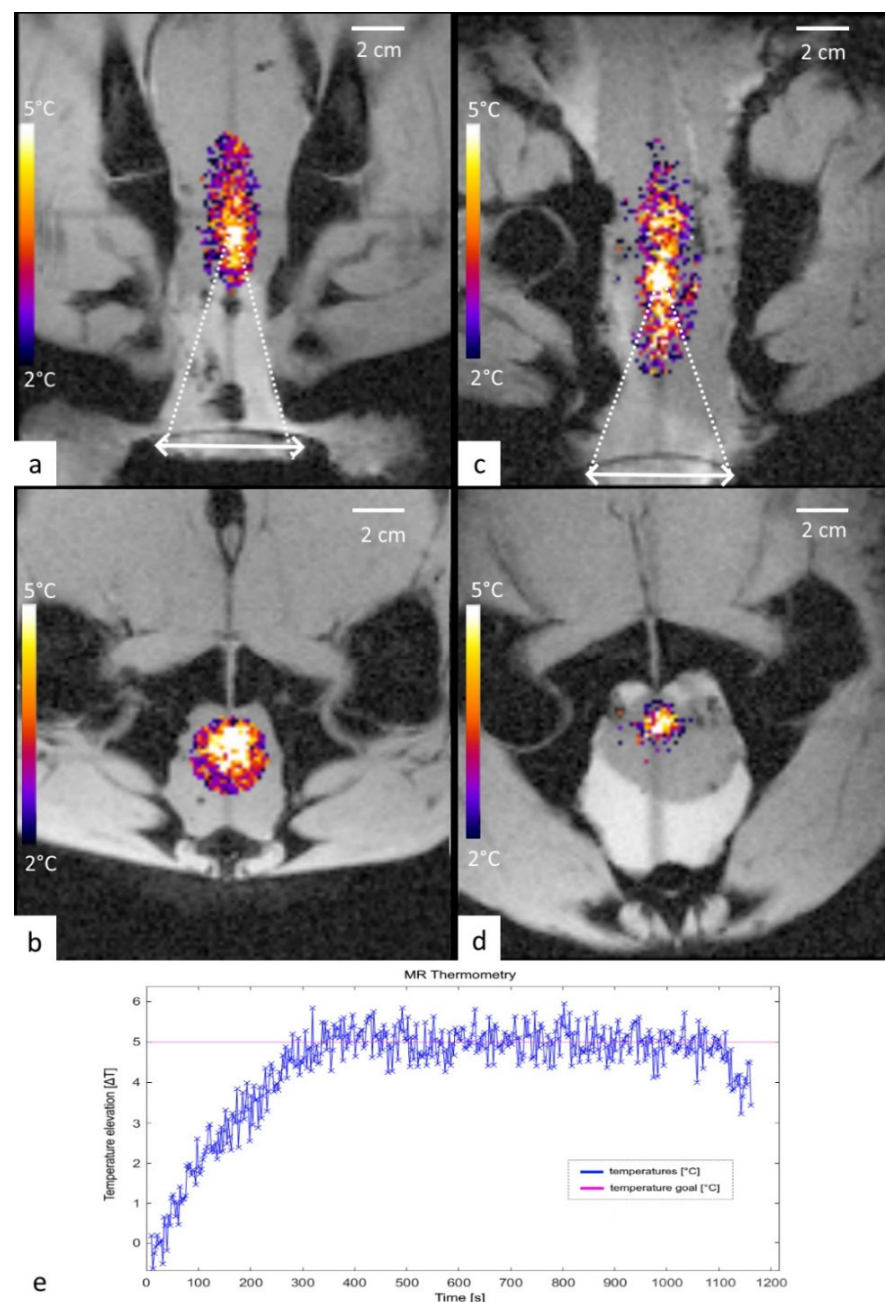 2 cm
2 cm
5°C
5°C
2°C
2°C
a
c
2 cm
2 cm
5°C
5°C
2°C
2°C
b
d
MR Thermometry
Temperature elevation [ΔT]
6
5
4
3
2
1
0
temperatures [°C]
temperature goal [°C]
0 100 200 300 400 500 600 700 800 900 1000 1100 1200
Time [s]
e